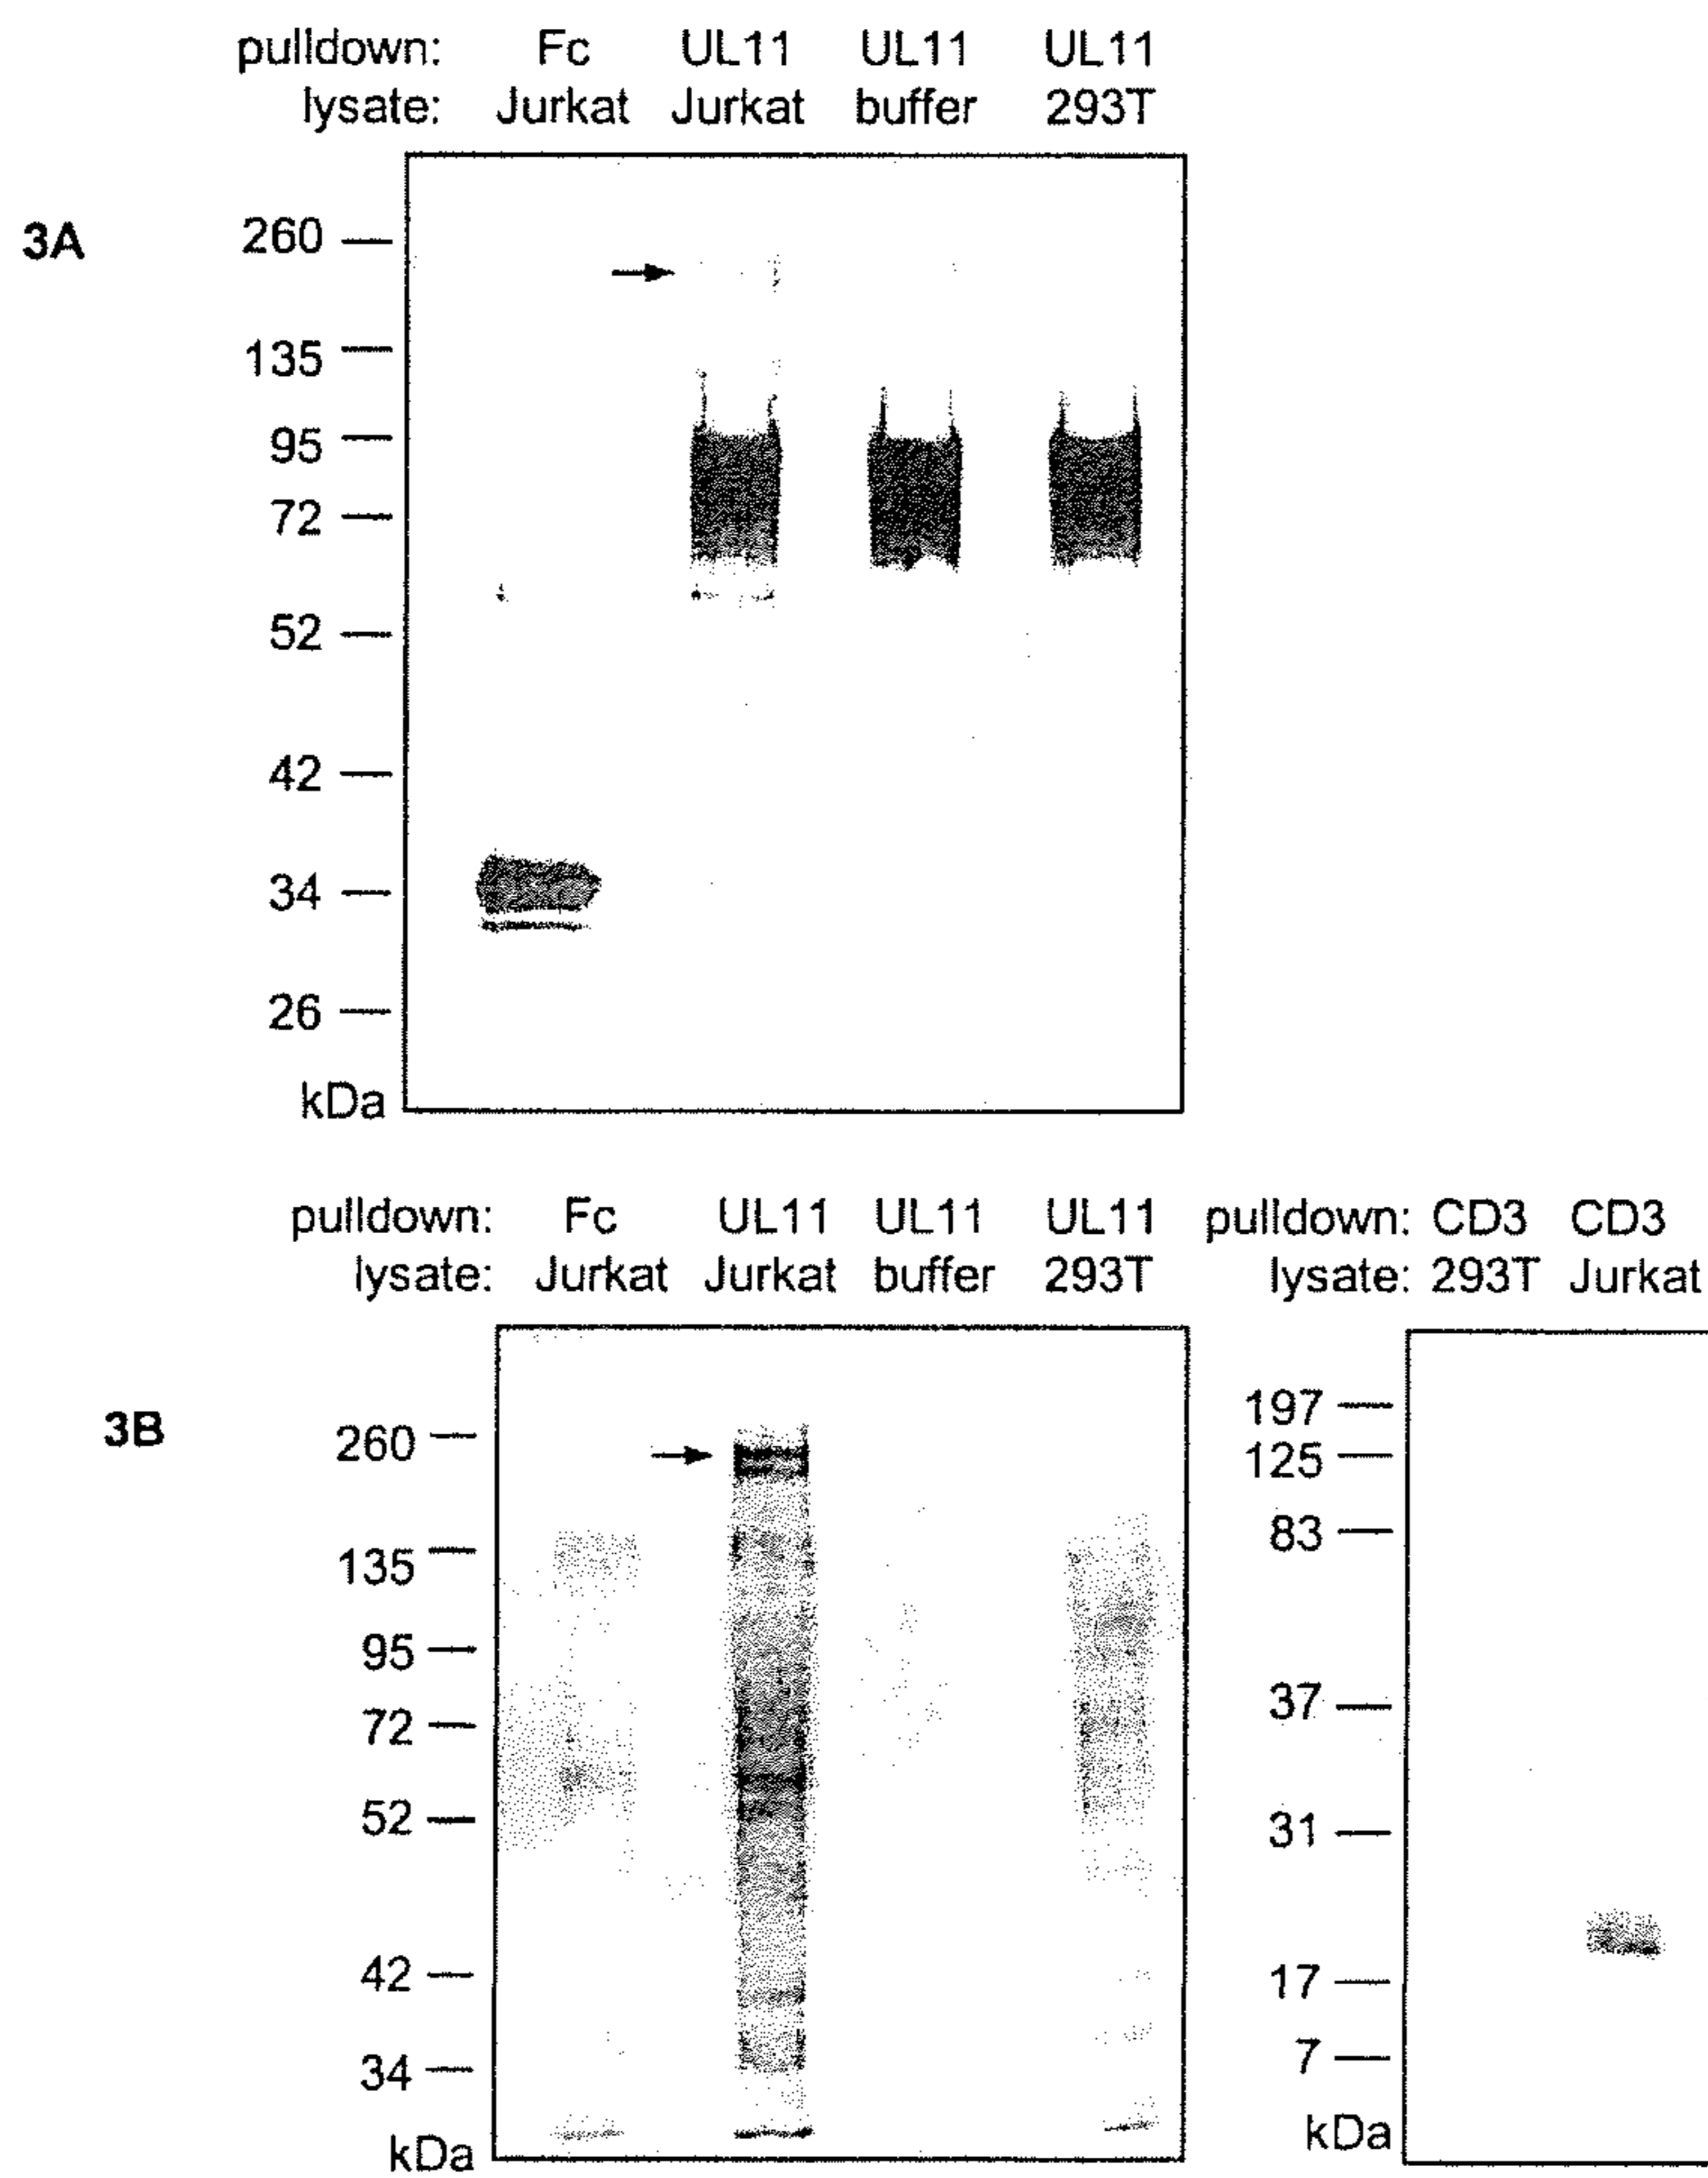 pulldown: Fc UL11 UL11 UL11
lysate: Jurkat Jurkat buffer 293T
3A
260
135
95
72
52
42
34
26
kDa
pulldown: Fc UL11 UL11 UL11
lysate: Jurkat Jurkat buffer 293T
3B
260
135
95
72
52
42
34
kDa
pulldown: CD3 CD3
lysate: 293T Jurkat
197
125
83
37
31
17
7
kDa